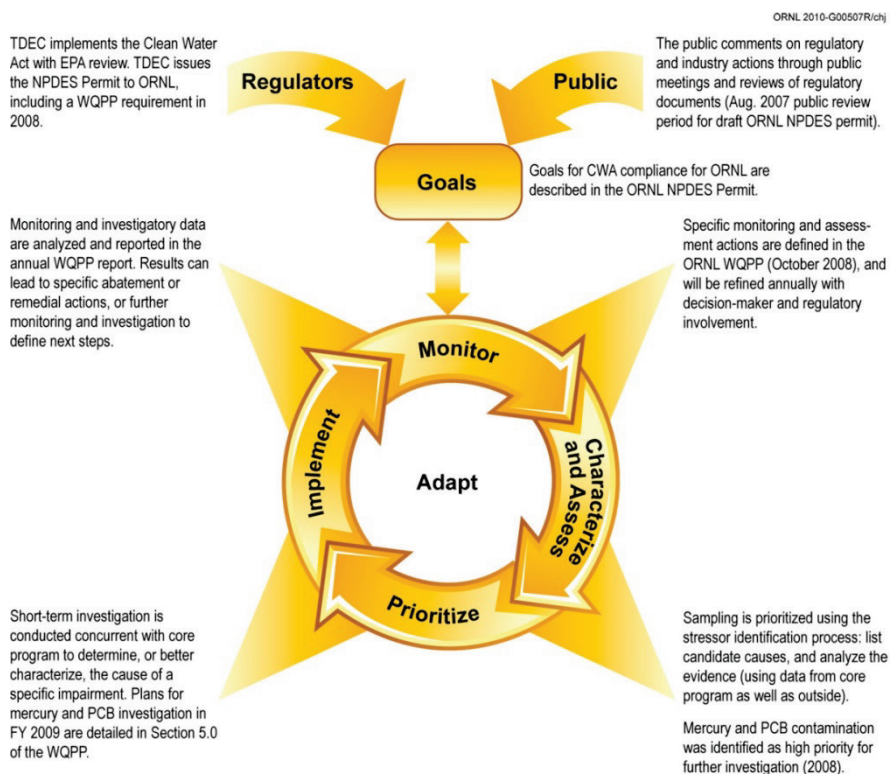 ORNL 2010-G00507R/chj
TDEC implements the Clean Water
Act with EPA review. TDEC issues
the NPDES Permit to ORNL,
including a WQPP requirement in
2008.
Regulators
Public
The public comments on regulatory
and industry actions through public
meetings and reviews of regulatory
documents (Aug. 2007 public review
period for draft ORNL NPDES permit).
Goals
Goals for CWA compliance for ORNL are
described in the ORNL NPDES Permit.
Monitoring and investigatory data
are analyzed and reported in the
annual WQPP report. Results can
lead to specific abatement or
remedial actions, or further
monitoring and investigation to
define next steps.
Specific monitoring and assess-
ment actions are defined in the
ORNL WQPP (October 2008), and
will be refined annually with
decision-maker and regulatory
involvement.
Monitor
Characterize
and Assess
Prioritize
Implement
Adapt
Short-term investigation is
conducted concurrent with core
program to determine, or better
characterize, the cause of a
specific impairment. Plans for
mercury and PCB investigation in
FY 2009 are detailed in Section 5.0
of the WQPP.
Sampling is prioritized using the
stressor identification process: list
candidate causes, and analyze the
evidence (using data from core
program as well as outside).
Mercury and PCB contamination
was identified as high priority for
further investigation (2008).